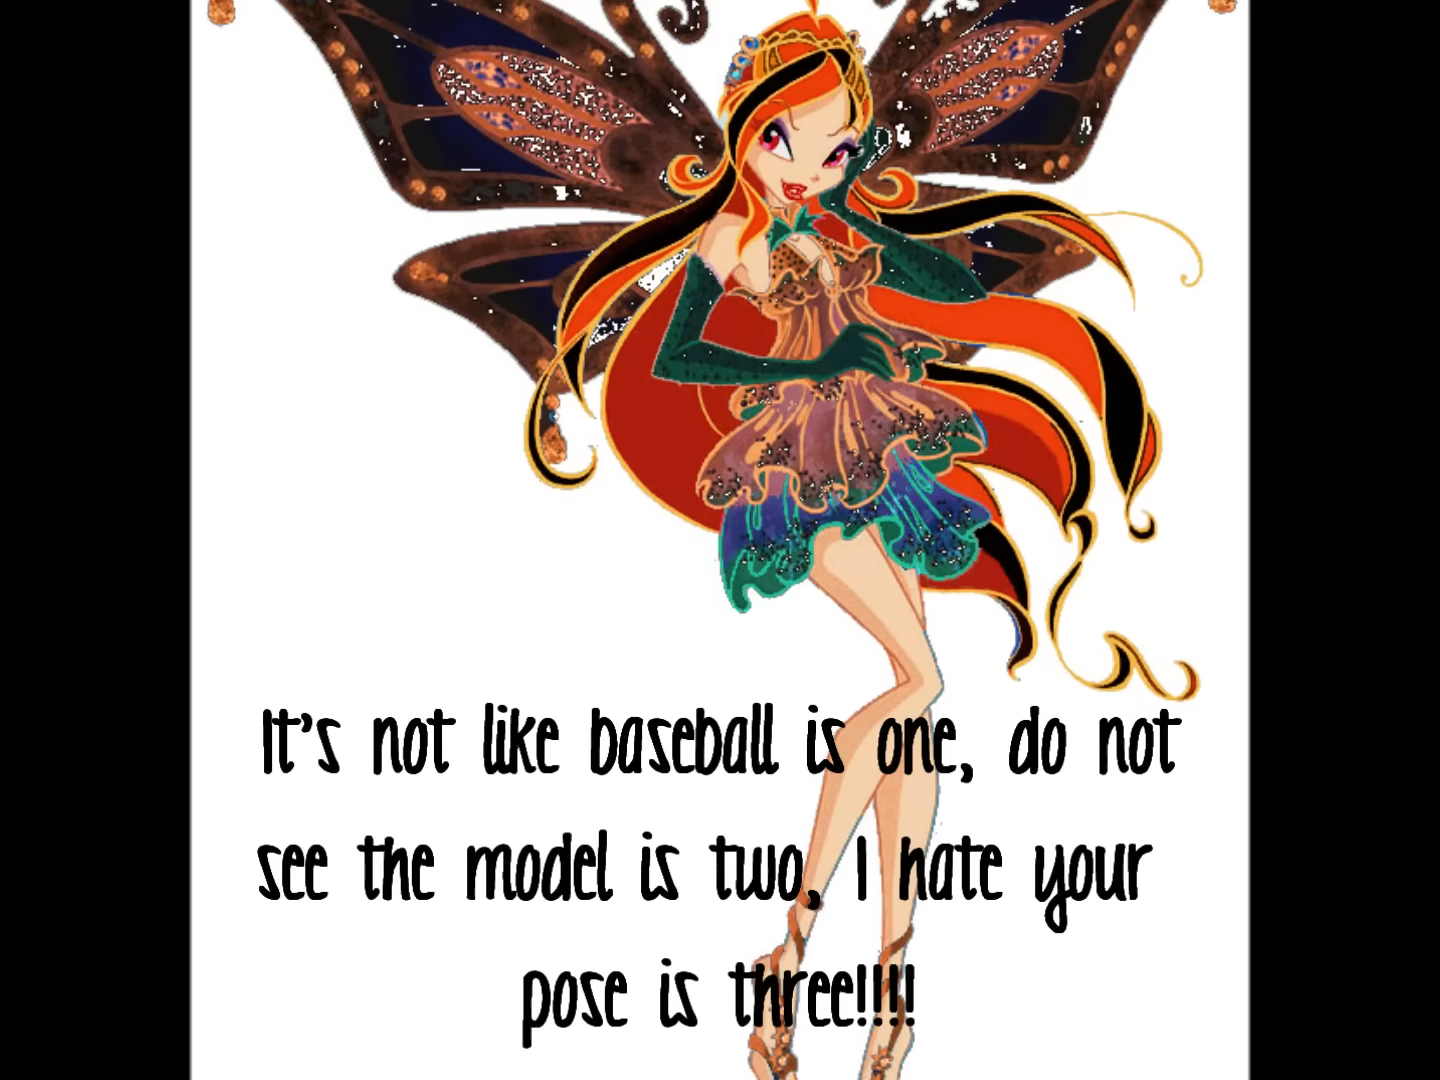 It's not like baseball is one, do not
see the model is two, I hate your
pose is three!!!!